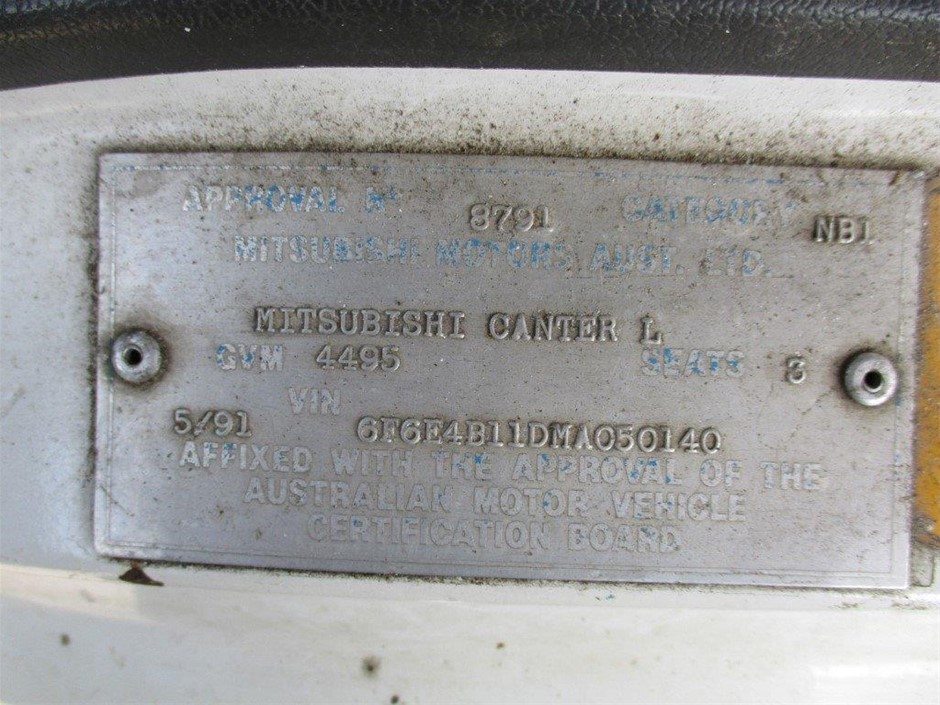 APPROVAL Nº 8791 CATEGORY NB1
MITSUBISHI MOTORS AUST. LTD.
MITSUBISHI CANTER L
GVM 4495 SEATS 3
VIN
5/91 6F6E4B11DMA050140
AFFIXED WITH THE APPROVAL OF THE
AUSTRALIAN MOTOR VEHICLE
CERTIFICATION BOARD